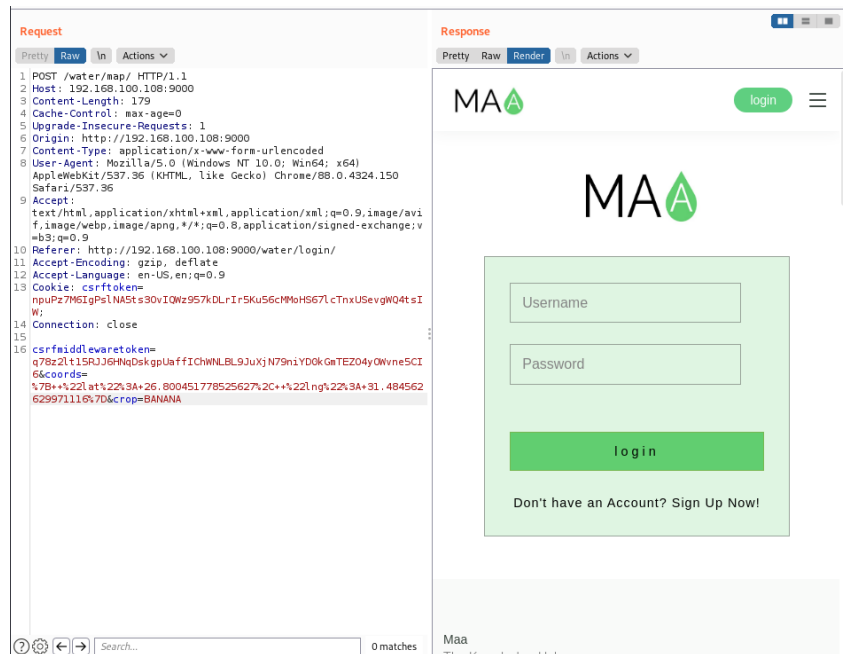 Request
Pretty Raw \n Actions
1 POST /water/map/ HTTP/1.1
2 Host: 192.168.100.108:9000
3 Content-Length: 179
4 Cache-Control: max-age=0
5 Upgrade-Insecure-Requests: 1
6 Origin: http://192.168.100.108:9000
7 Content-Type: application/x-www-form-urlencoded
8 User-Agent: Mozilla/5.0 (Windows NT 10.0; Win64; x64)
AppleWebKit/537.36 (KHTML, like Gecko) Chrome/88.0.4324.150
Safari/537.36
9 Accept:
text/html,application/xhtml+xml,application/xml;q=0.9,image/avi
f,image/webp,image/apng,*/*;q=0.8,application/signed-exchange;v
=b3;q=0.9
10 Referer: http://192.168.100.108:9000/water/login/
11 Accept-Encoding: gzip, deflate
12 Accept-Language: en-US,en;q=0.9
13 Cookie: csrftoken=
npuPz7M6IgPslNA5ts3OvIQWz957kDLrIr5Ku56cMMoHS67lcTnxUSevgWQ4tsI
W;
14 Connection: close
15
16 csrfmiddlewaretoken=
q78z2lt15RJJ6HNqDskgpUaffIChWNLBL9JuXjN79niYD0kGmTEZO4yOWvne5CI
6&coords=
%7B++%22lat%22%3A+26.800451778525627%2C++%22lng%22%3A+31.484562
629971116%7D&crop=BANANA
Search...
0 matches
Response
Pretty Raw Render \n Actions
MAA
login
MAA
Username
Password
login
Don't have an Account? Sign Up Now!
Maa